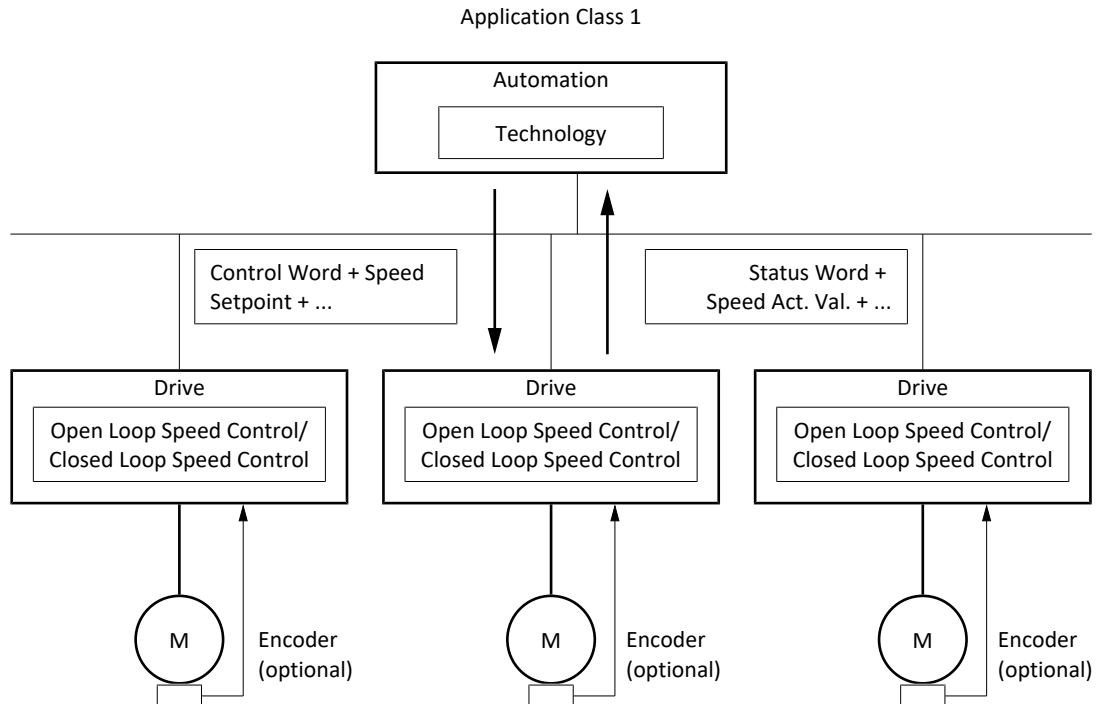 Application Class 1
Automation
Technology
Control Word + Speed
Setpoint + ...
Status Word +
Speed Act. Val. + ...
Drive
Open Loop Speed Control/
Closed Loop Speed Control
Drive
Open Loop Speed Control/
Closed Loop Speed Control
Drive
Open Loop Speed Control/
Closed Loop Speed Control
M
Encoder
(optional)
M
Encoder
(optional)
M
Encoder
(optional)